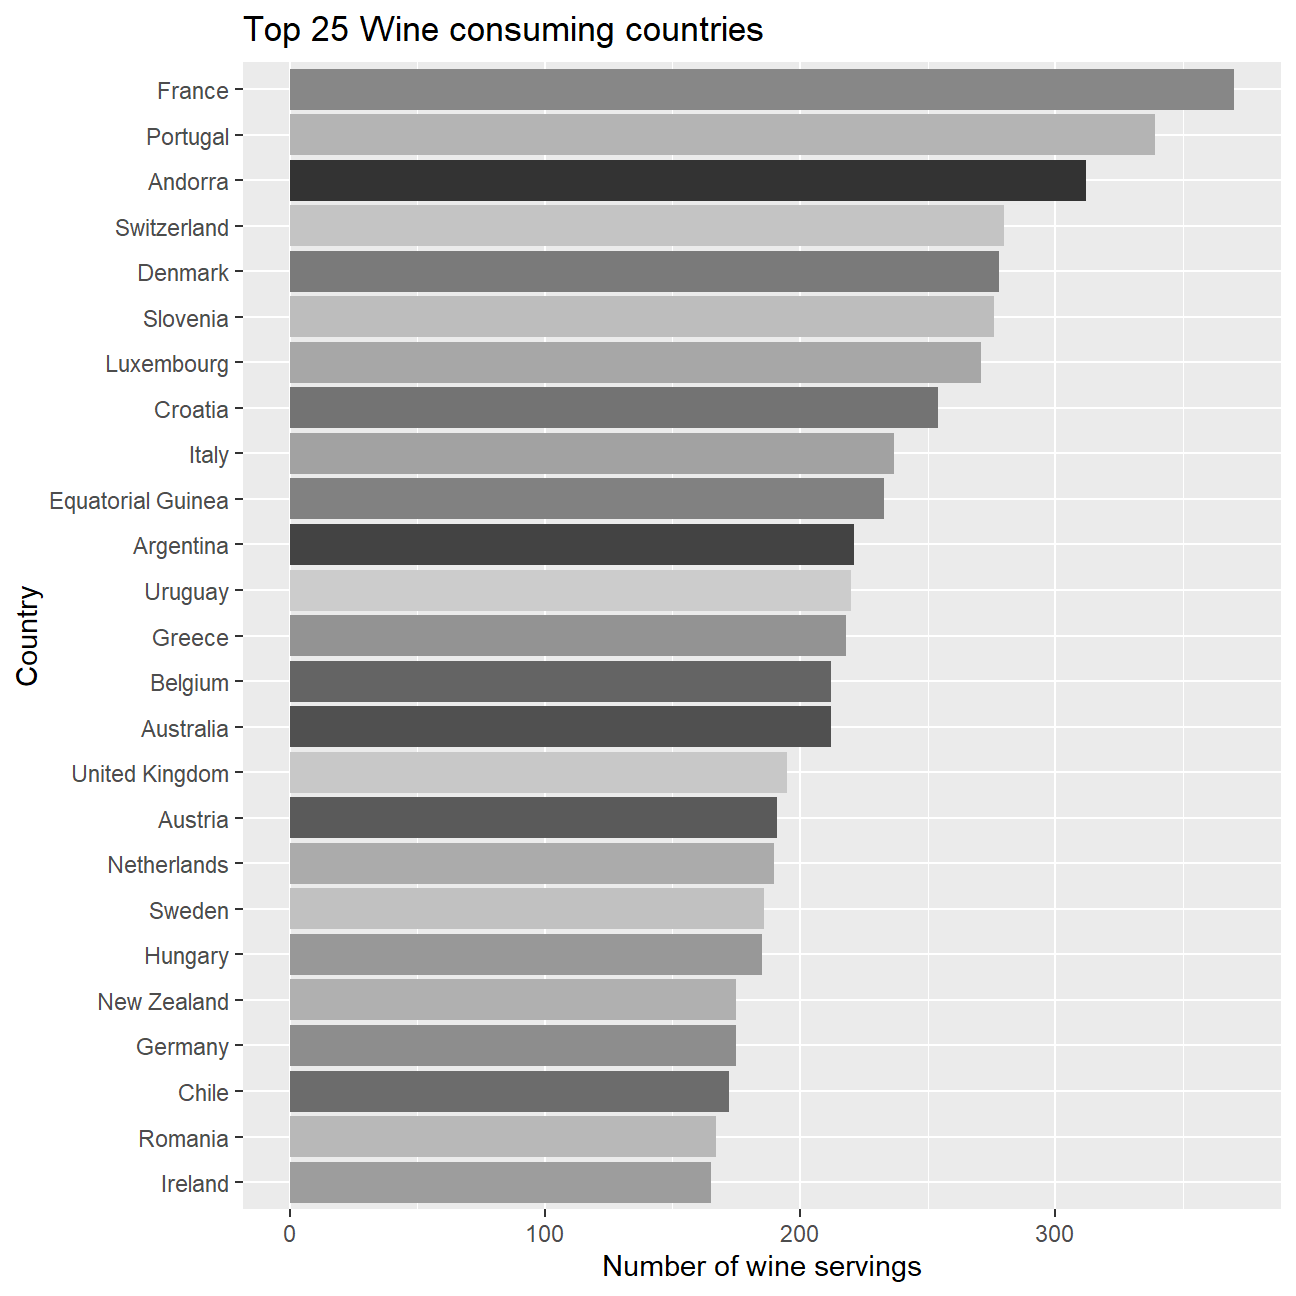 Top 25 Wine consuming countries
France
Portugal
Andorra
Switzerland
Denmark
Slovenia
Luxembourg
Croatia
Italy
Equatorial Guinea
Argentina
Uruguay
Greece
Belgium
Australia
United Kingdom
Austria
Netherlands
Sweden
Hungary
New Zealand
Germany
Chile
Romania
Ireland
Country
0 100 200 300
Number of wine servings